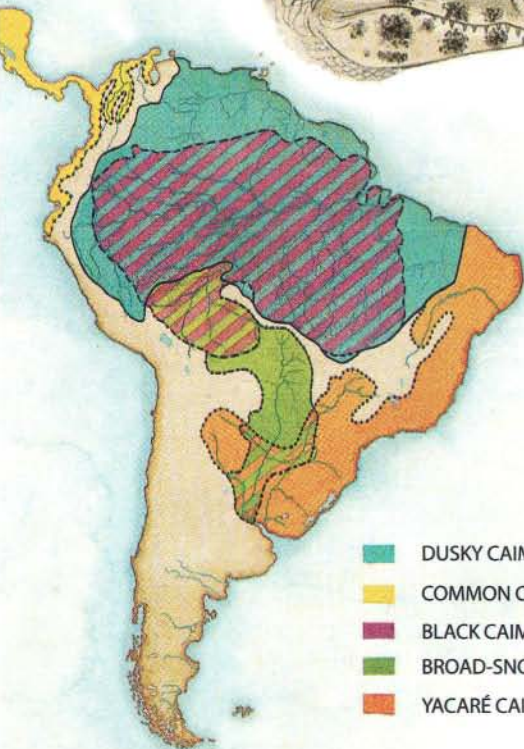 DUSKY CAIM
COMMON C
BLACK CAIM
BROAD-SNO
YACARÉ CAI